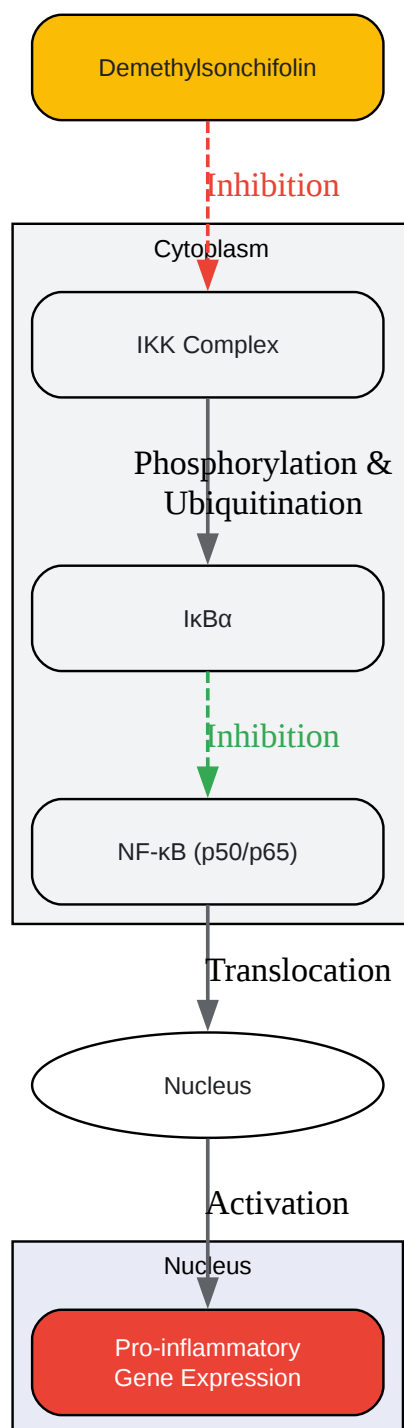 Demethylsonchifolin
Inhibition
Cytoplasm
IKK Complex
Phosphorylation &
Ubiquitination
IκBα
Inhibition
NF-κB (p50/p65)
Translocation
Nucleus
Activation
Nucleus
Pro-inflammatory
Gene Expression